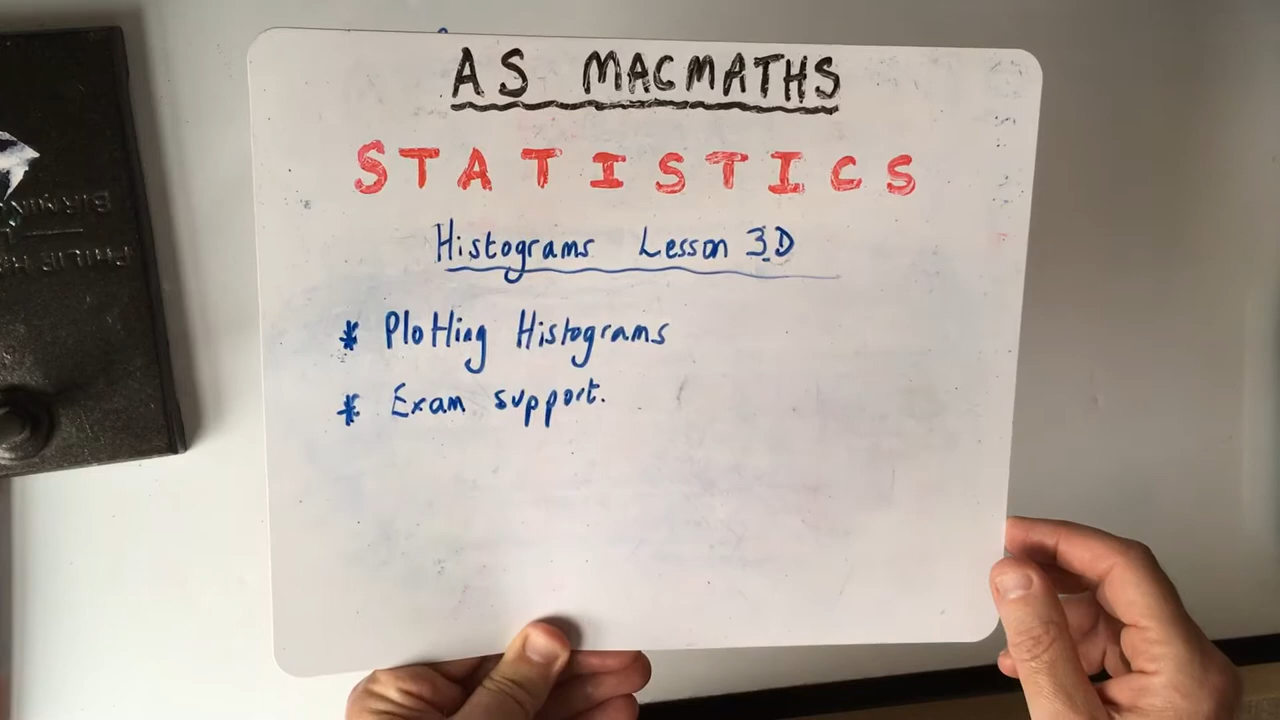 AS MACMATHS
STATISTICS
Histograms Lesson 3D
* Plotting Histograms
* Exam support.